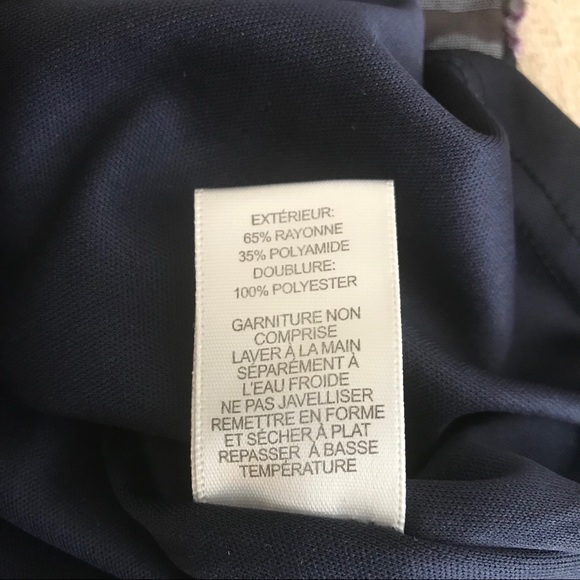 EXTÉRIEUR:
65% RAYONNE
35% POLYAMIDE
DOUBLURE:
100% POLYESTER
GARNITURE NON
COMPRISE
LAVER À LA MAIN
SÉPARÉMENT À
L'EAU FROIDE
NE PAS JAVELLISER
REMETTRE EN FORME
ET SÉCHER À PLAT
REPASSER À BASSE
TEMPÉRATURE